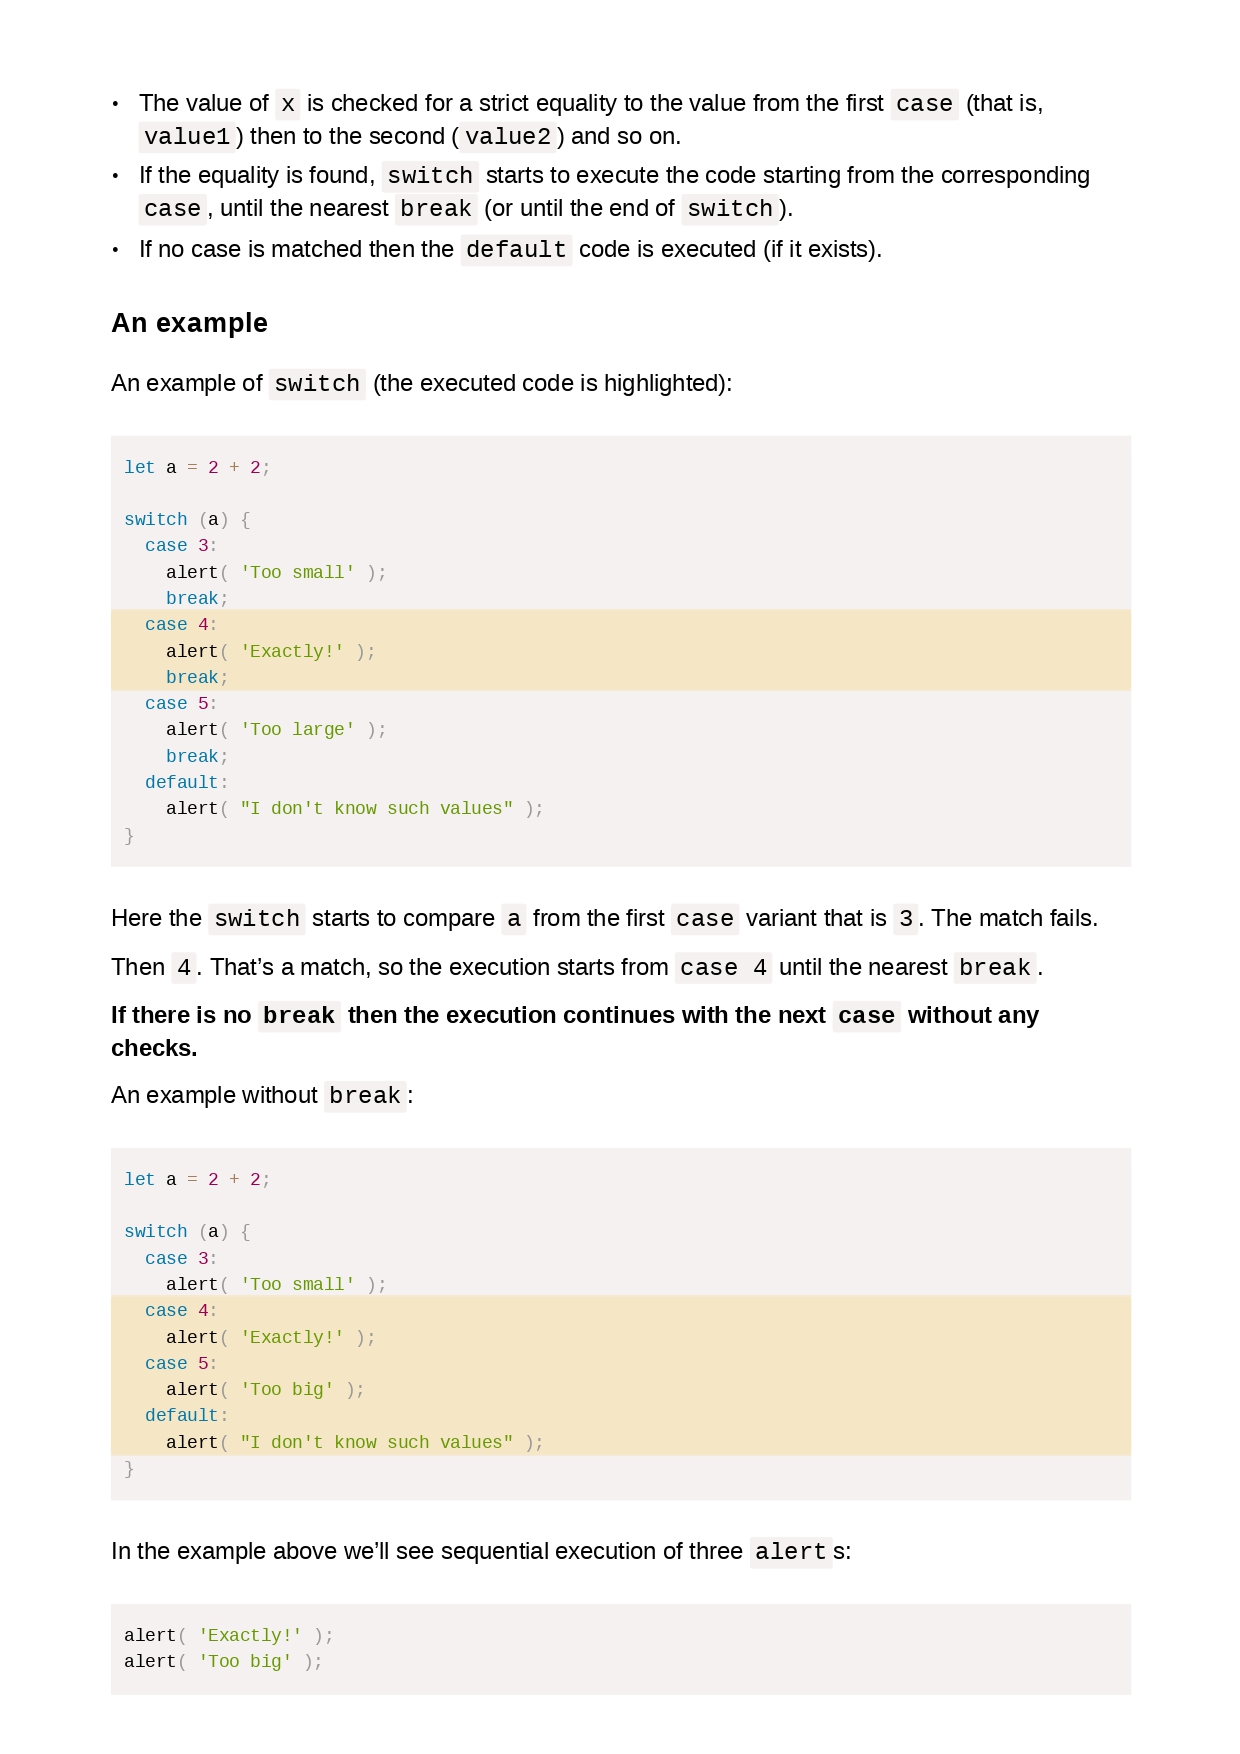 • The value of x is checked for a strict equality to the value from the first case (that is,
value1) then to the second (value2) and so on.
• If the equality is found, switch starts to execute the code starting from the corresponding
case, until the nearest break (or until the end of switch).
• If no case is matched then the default code is executed (if it exists).
An example
An example of switch (the executed code is highlighted):
let a = 2 + 2;
switch (a) {
  case 3:
    alert( 'Too small' );
    break;
  case 4:
    alert( 'Exactly!' );
    break;
  case 5:
    alert( 'Too large' );
    break;
  default:
    alert( "I don't know such values" );
}
Here the switch starts to compare a from the first case variant that is 3. The match fails.
Then 4. That’s a match, so the execution starts from case 4 until the nearest break.
If there is no break then the execution continues with the next case without any
checks.
An example without break:
let a = 2 + 2;
switch (a) {
  case 3:
    alert( 'Too small' );
  case 4:
    alert( 'Exactly!' );
  case 5:
    alert( 'Too big' );
  default:
    alert( "I don't know such values" );
}
In the example above we’ll see sequential execution of three alerts:
alert( 'Exactly!' );
alert( 'Too big' );